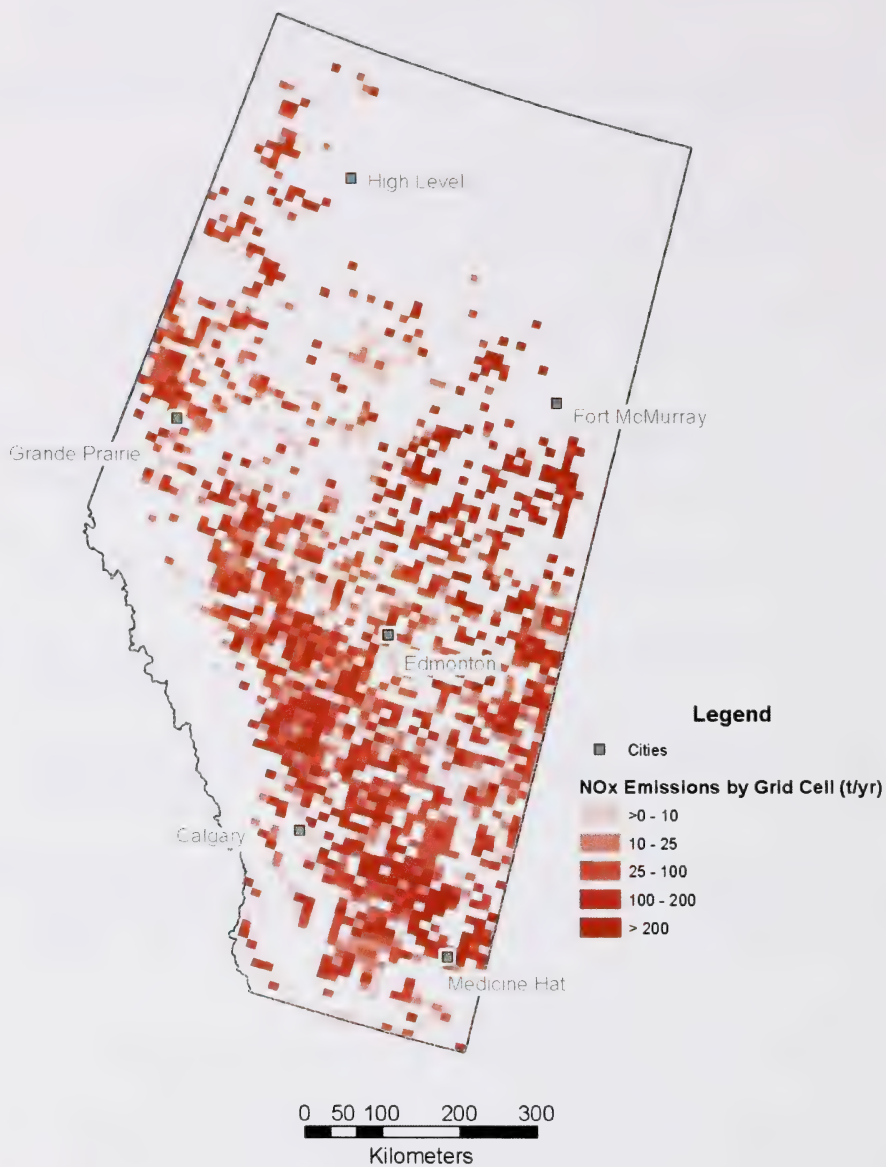 High Level
Fort McMurray
Grande Prairie
Edmonton
Legend
Cities
NOx Emissions by Grid Cell (t/yr)
>0 - 10
10 - 25
25 - 100
100 - 200
> 200
Calgary
Medicine Hat
0 50 100 200 300
Kilometers